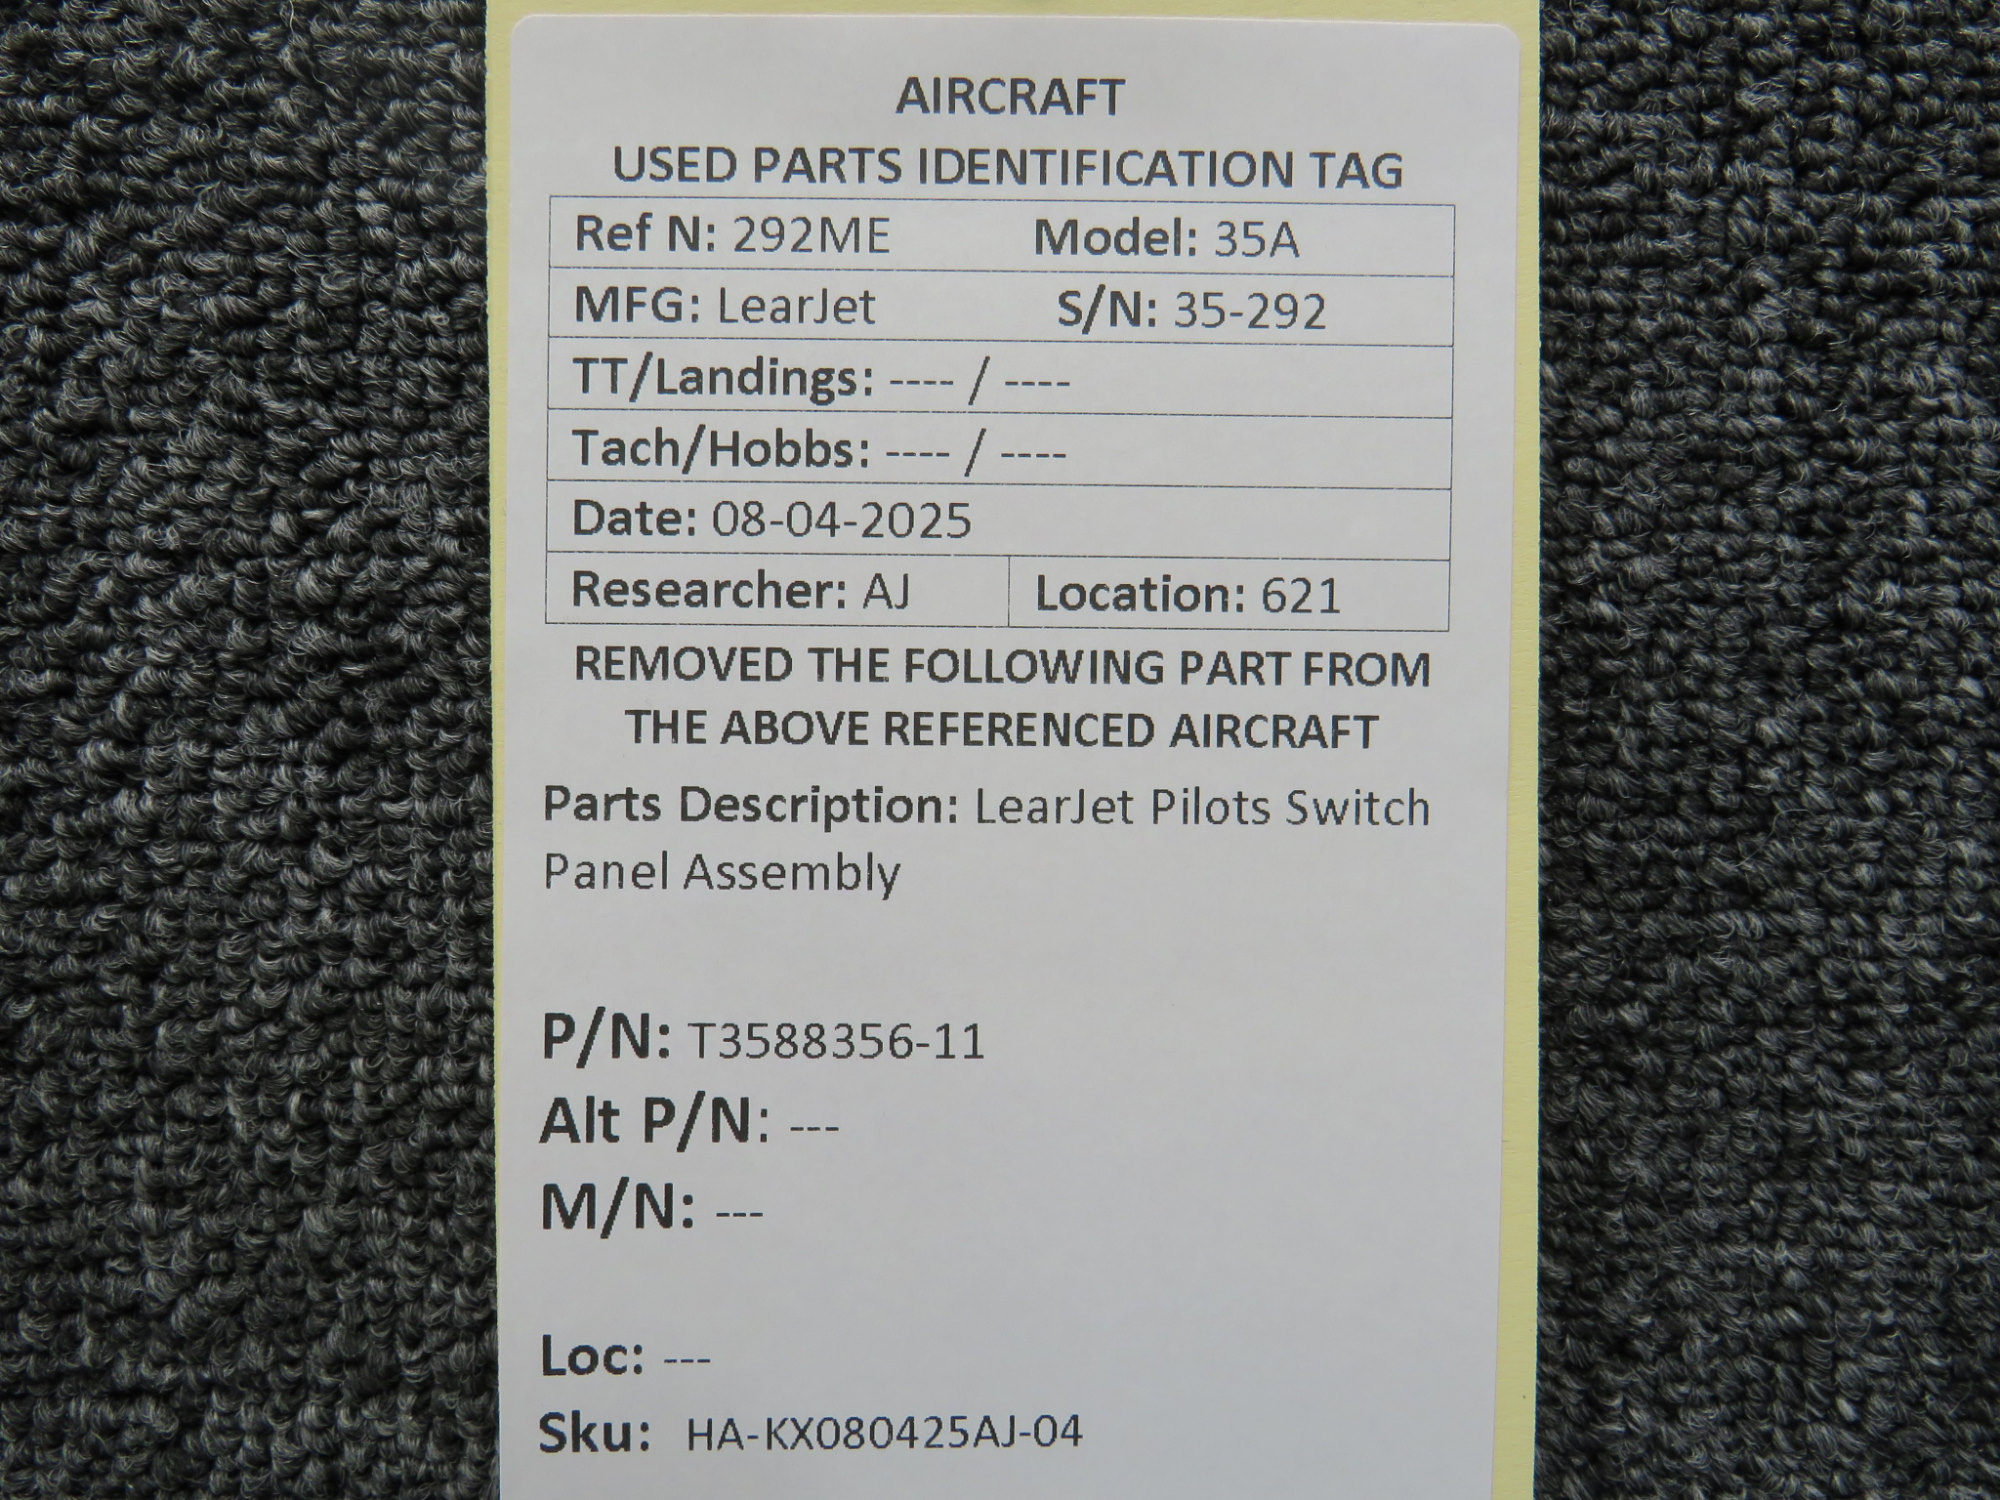 AIRCRAFT
USED PARTS IDENTIFICATION TAG
Ref N: 292ME Model: 35A
MFG: LearJet S/N: 35-292
TT/Landings: ---- / ----
Tach/Hobbs: ---- / ----
Date: 08-04-2025
Researcher: AJ Location: 621
REMOVED THE FOLLOWING PART FROM
THE ABOVE REFERENCED AIRCRAFT
Parts Description: LearJet Pilots Switch
Panel Assembly
P/N: T3588356-11
Alt P/N: ---
M/N: ---
Loc: ---
Sku: HA-KX080425AJ-04